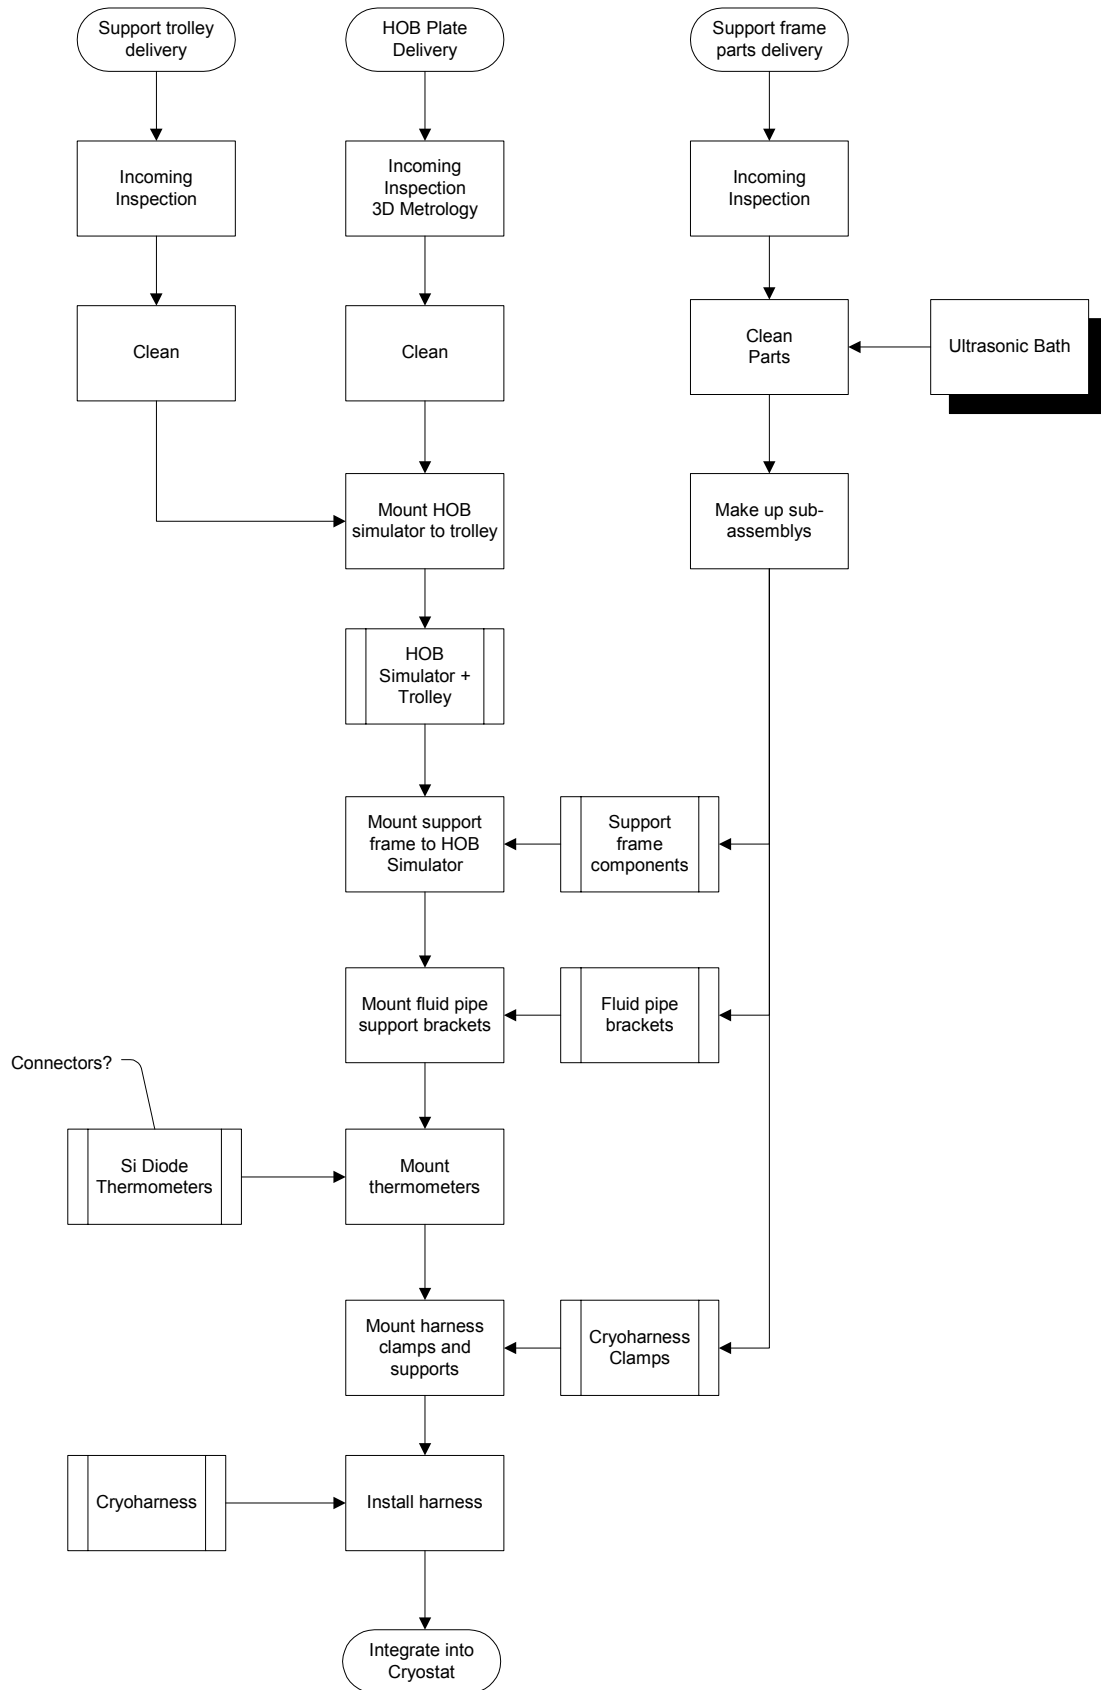 Support trolley
delivery
HOB Plate
Delivery
Support frame
parts delivery
Incoming
Inspection
Incoming
Inspection
3D Metrology
Incoming
Inspection
Clean
Clean
Clean
Parts
Ultrasonic Bath
Mount HOB
simulator to trolley
Make up sub-
assemblys
HOB
Simulator +
Trolley
Mount support
frame to HOB
Simulator
Support
frame
components
Mount fluid pipe
support brackets
Fluid pipe
brackets
Connectors?
Si Diode
Thermometers
Mount
thermometers
Mount harness
clamps and
supports
Cryoharness
Clamps
Cryoharness
Install harness
Integrate into
Cryostat